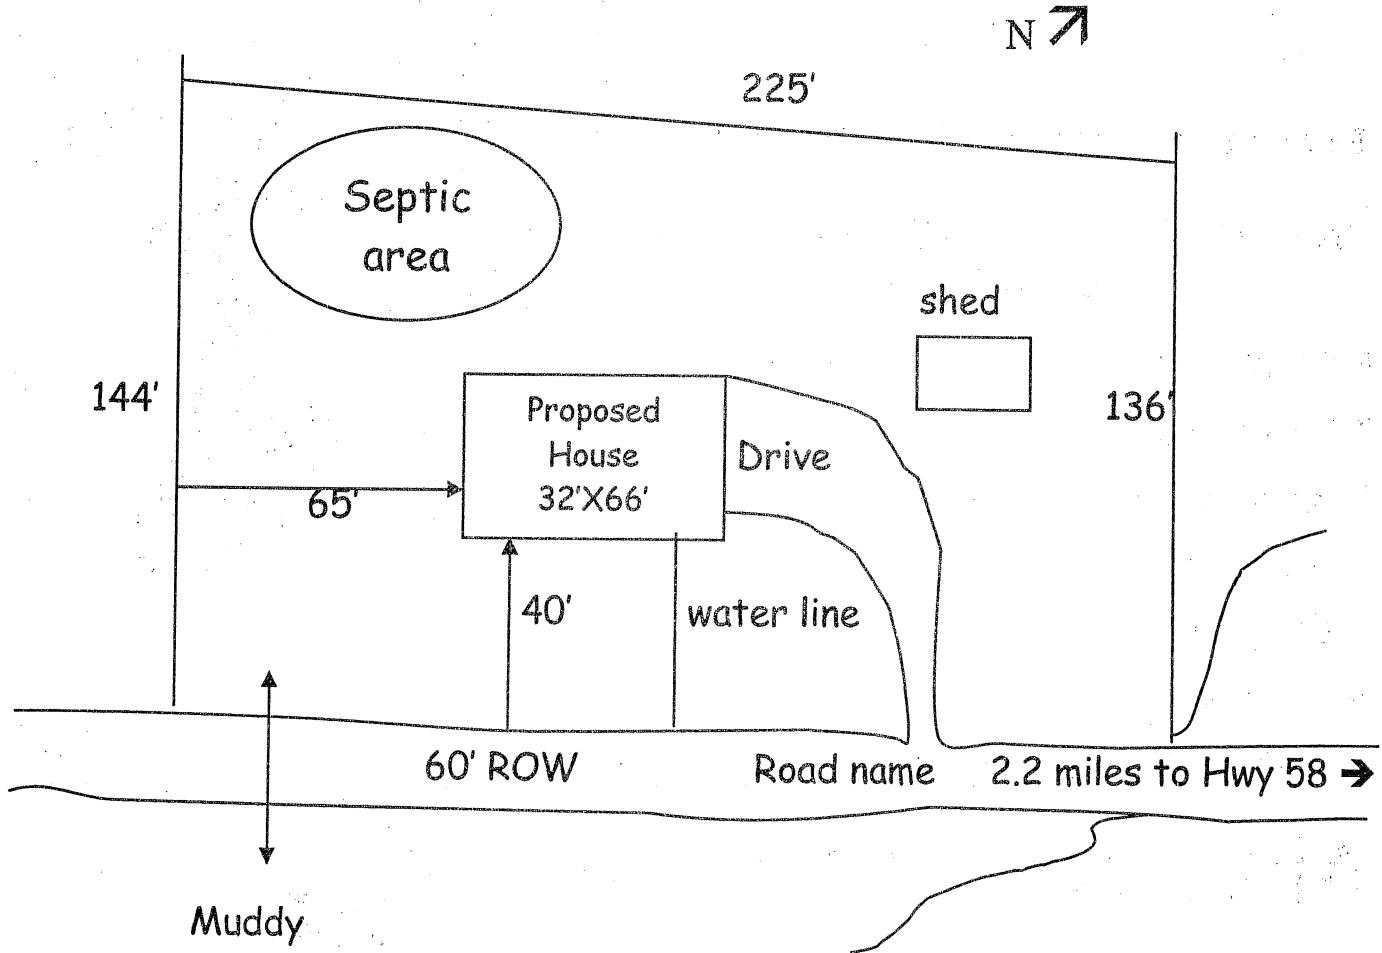 N
225'
Septic
area
shed
144'
136'
Proposed
House
32'X66'
Drive
65'
40'
water line
60' ROW
Road name
2.2 miles to Hwy 58
Muddy